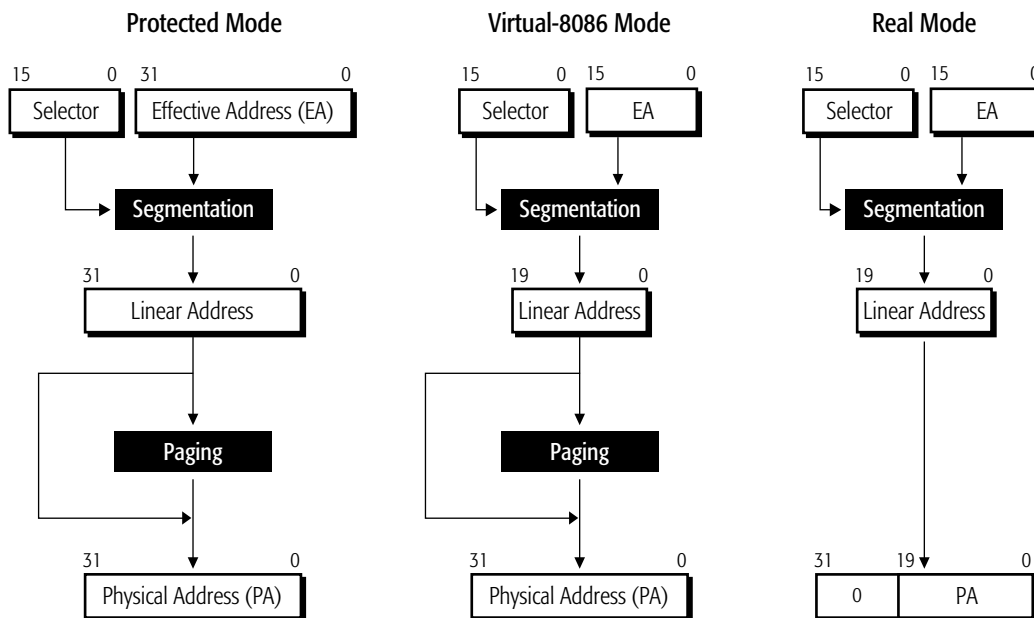 Protected Mode Virtual-8086 Mode Real Mode
15 0 31 0 15 0 15 0 15 0 15 0
Selector Effective Address (EA) Selector EA Selector EA
Segmentation Segmentation Segmentation
31 0 19 0 19 0
Linear Address Linear Address Linear Address
Paging Paging
31 0 31 0 31 19 0
Physical Address (PA) Physical Address (PA) 0 PA